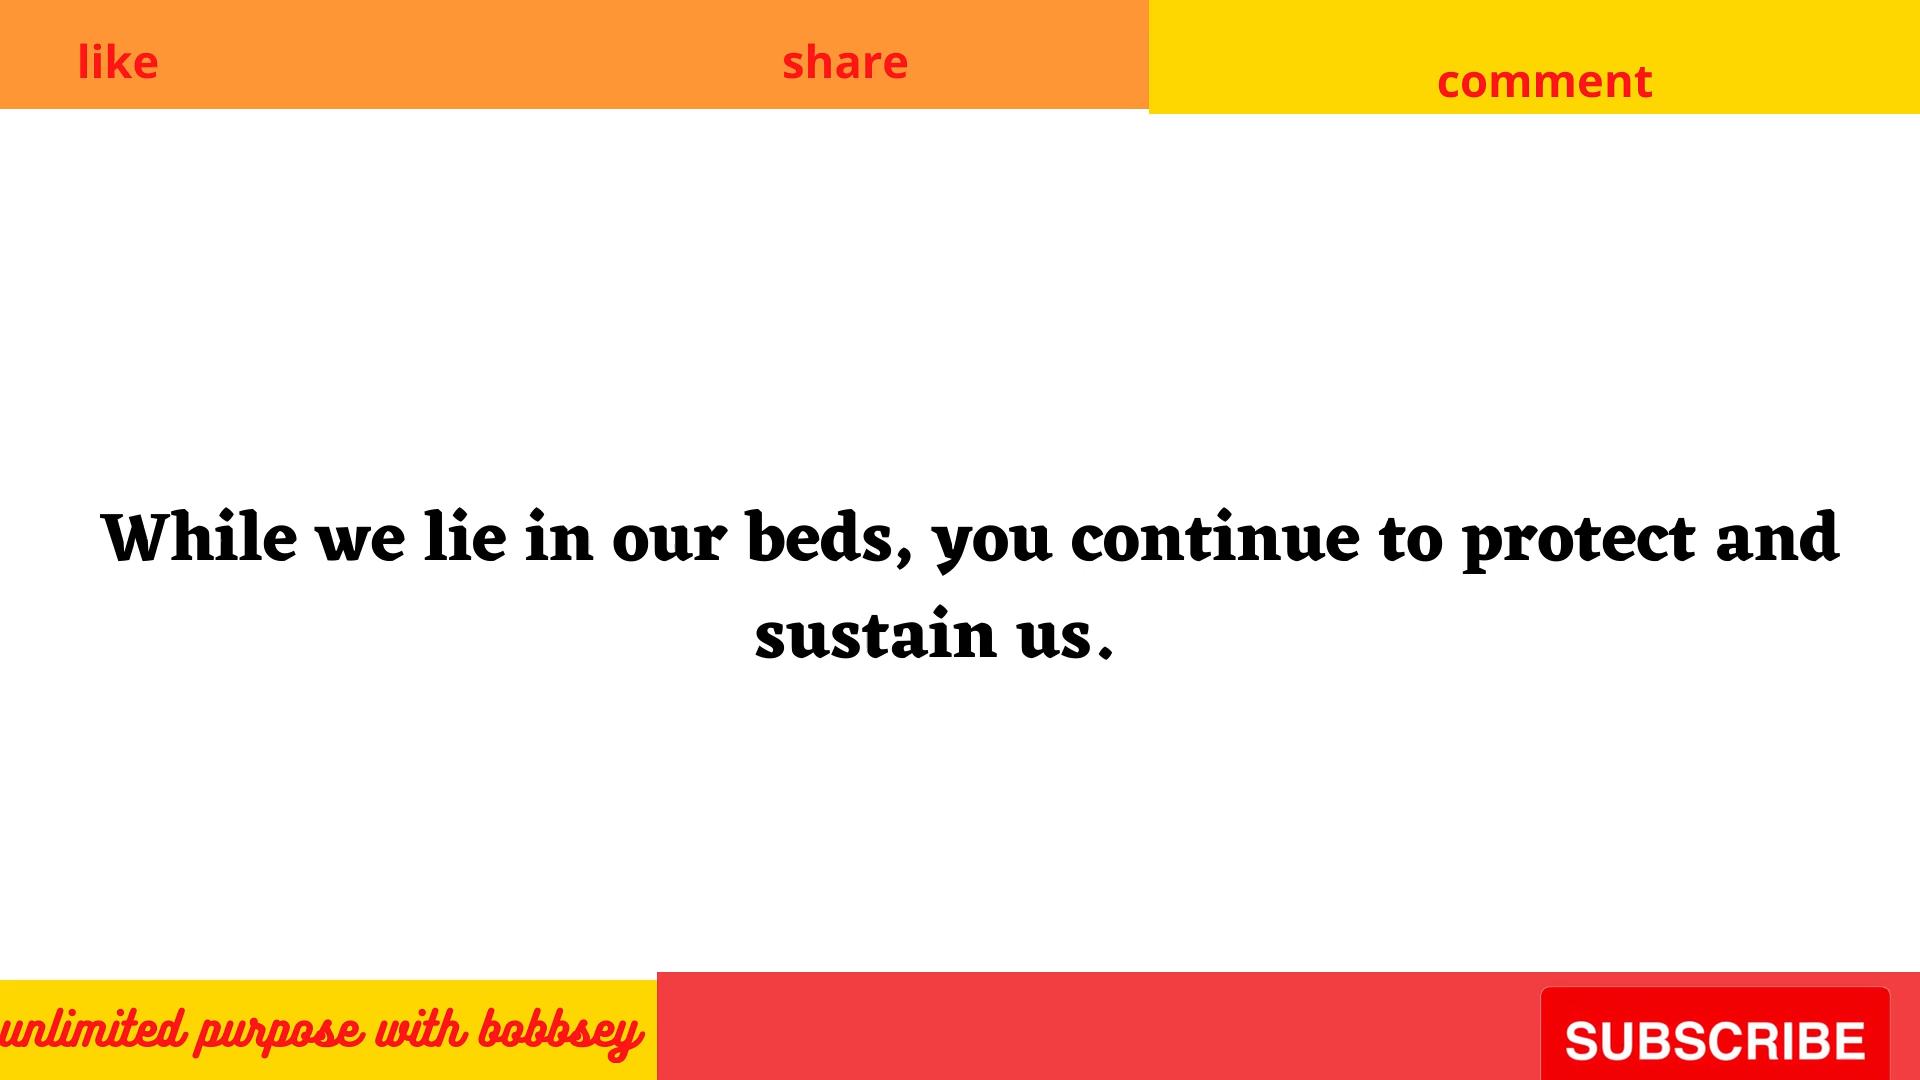 like
share
comment
While we lie in our beds, you continue to protect and
sustain us.
unlimited purpose with bobbsey
SUBSCRIBE